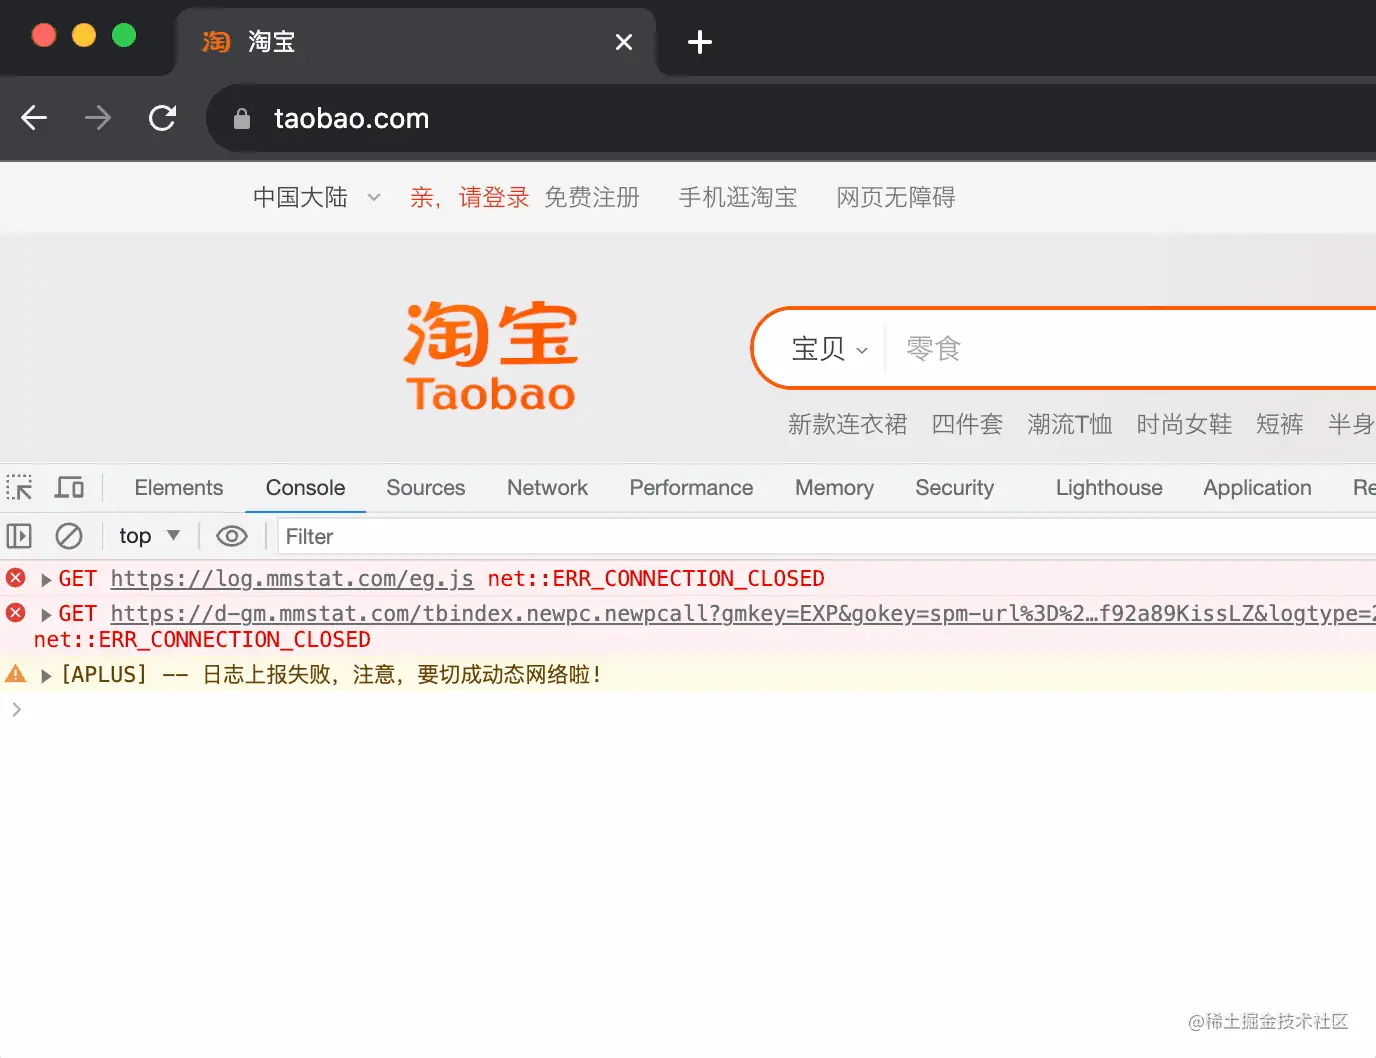 淘 淘宝
taobao.com
中国大陆 亲，请登录 免费注册 手机逛淘宝 网页无障碍
淘宝
Taobao
宝贝 零食
新款连衣裙 四件套 潮流T恤 时尚女鞋 短裤 半身
Elements Console Sources Network Performance Memory Security Lighthouse Application Re
top Filter
GET https://log.mmstat.com/eg.js net::ERR_CONNECTION_CLOSED
GET https://d-gm.mmstat.com/tbindex.newpc.newpcall?gmkey=EXP&gokey=spm-url%3D%2…f92a89KissLZ&logtype=2
net::ERR_CONNECTION_CLOSED
[APLUS] -- 日志上报失败，注意，要切成动态网络啦！
@稀土掘金技术社区